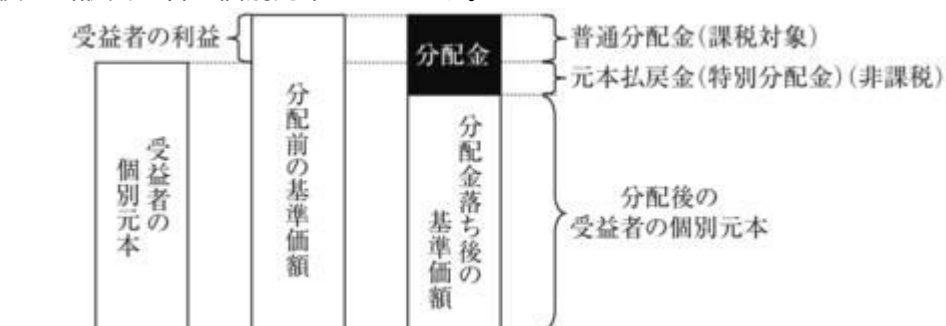 受益者の利益
分配金
普通分配金(課税対象)
元本払戻金(特別分配金)(非課税)
受益者の
個別元本
分配前の基準価額
分配金落ち後の
基準価額
分配後の
受益者の個別元本